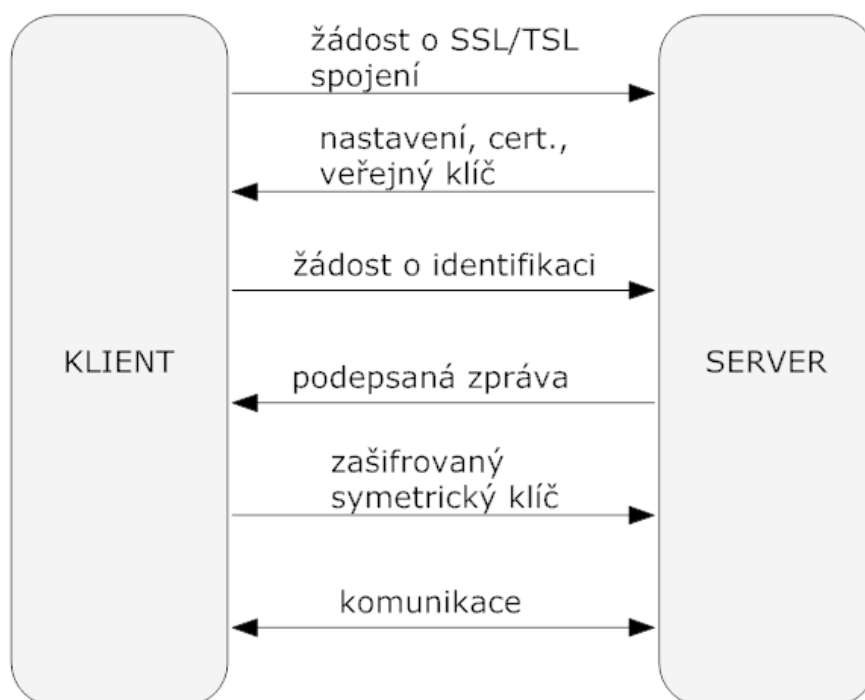 žádost o SSL/TSL
spojení
nastavení, cert.,
veřejný klíč
žádost o identifikaci
KLIENT
SERVER
podepsaná zpráva
zašifrovaný
symetrický klíč
komunikace